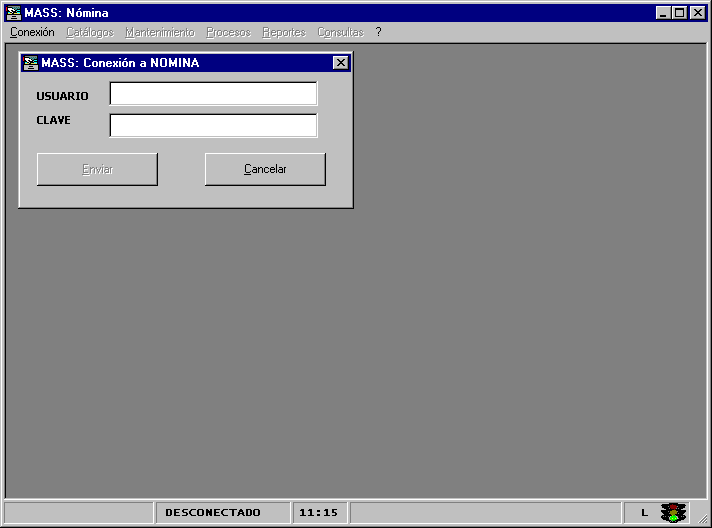 MASS: Nómina
Conexión Catálogos Mantenimiento Procesos Reportes Consultas ?
MASS: Conexión a NOMINA
USUARIO
CLAVE
Enviar Cancelar
DESCONECTADO 11:15 L